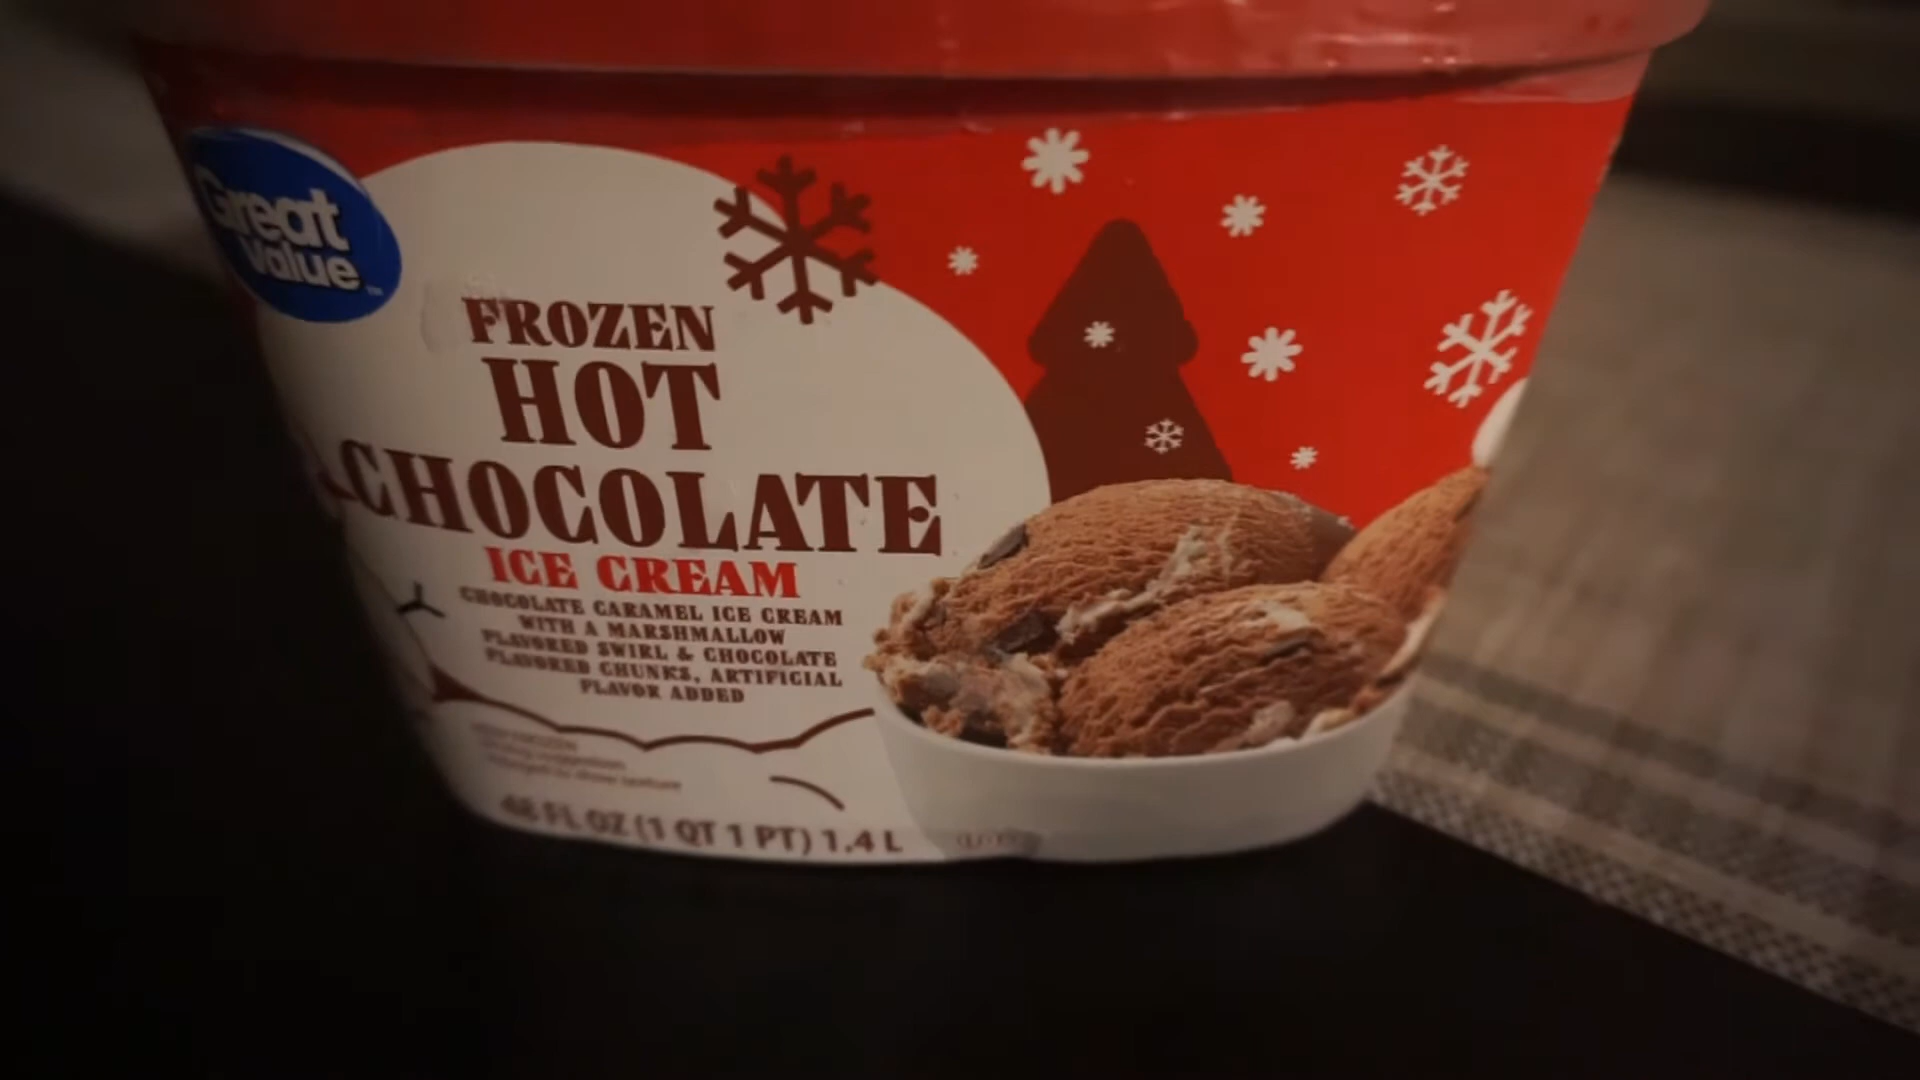 Great
Value
FROZEN
HOT
CHOCOLATE
ICE CREAM
CHOCOLATE CARAMEL ICE CREAM
WITH A MARSHMALLOW
FLAVORED SWIRL & CHOCOLATE
FLAVORED CHUNKS, ARTIFICIAL
FLAVOR ADDED
48 FL OZ (1 QT 1 PT) 1.4 L